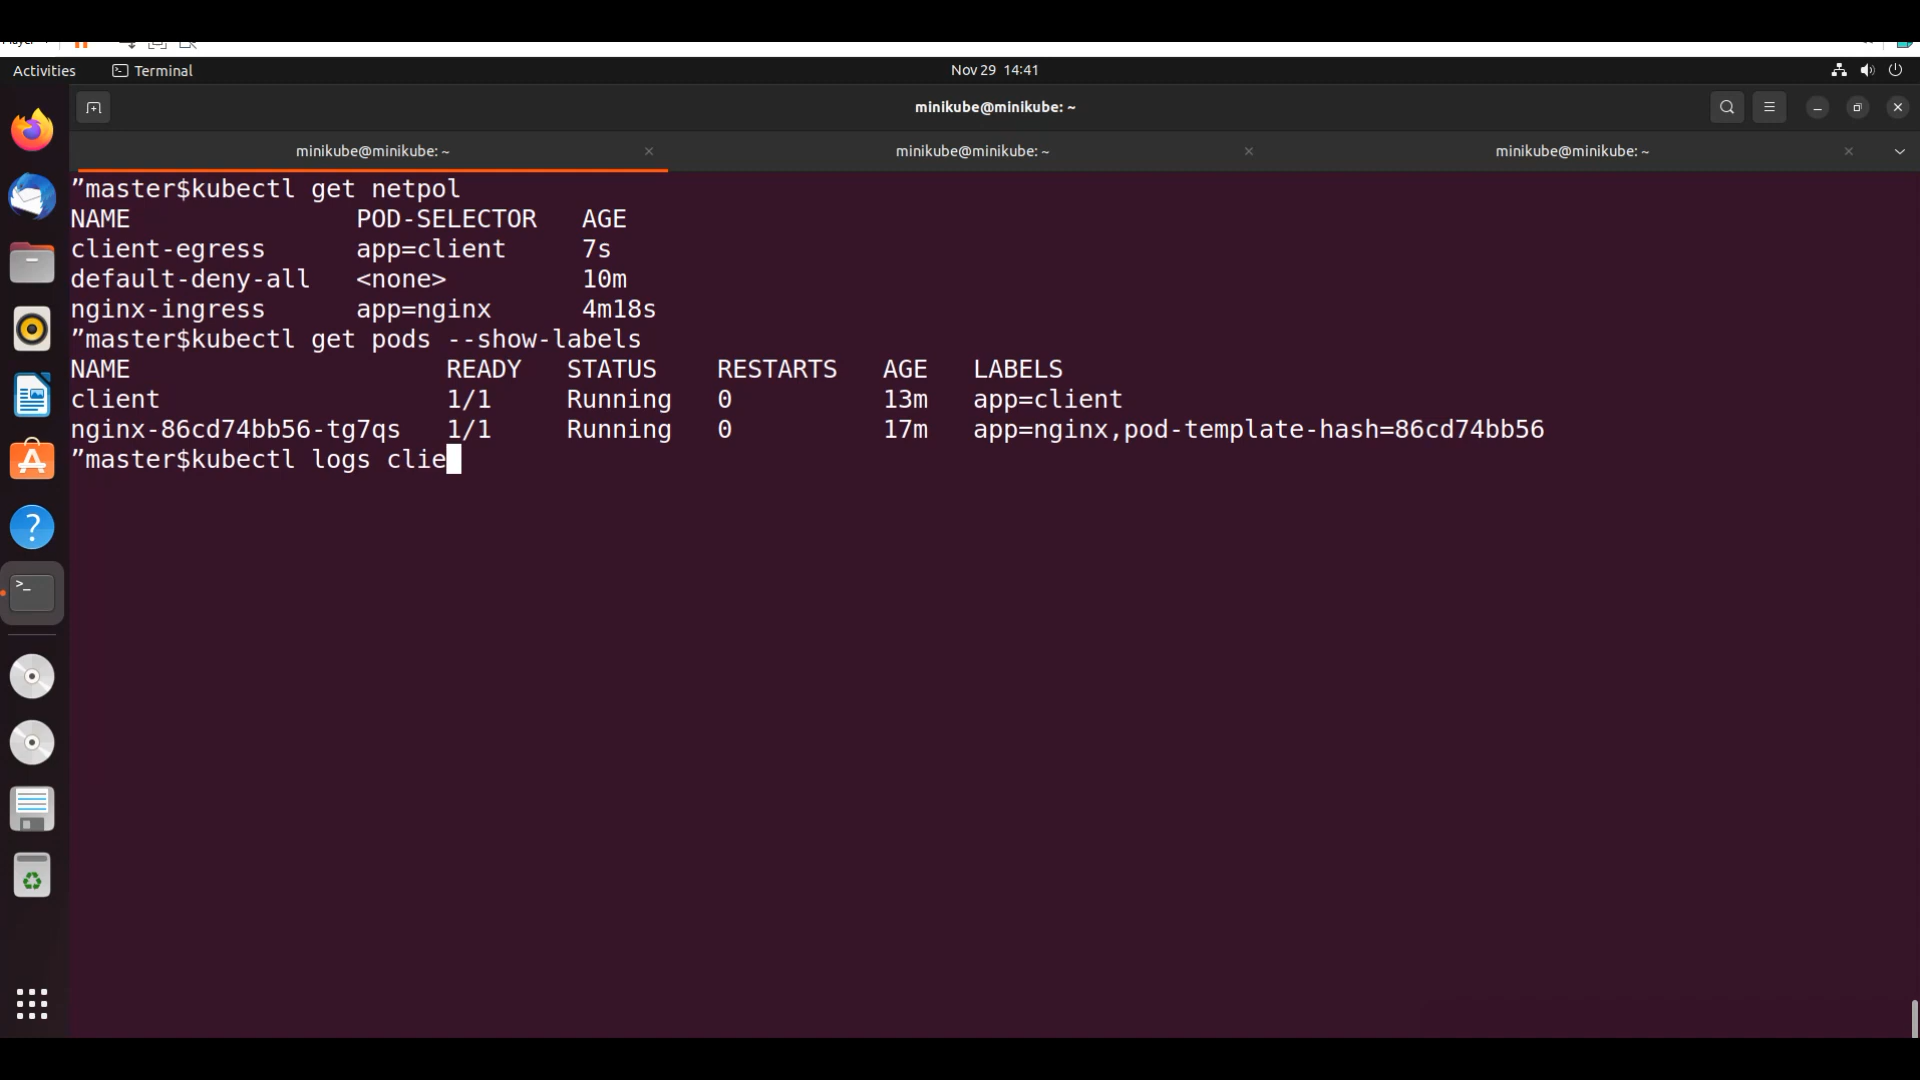 Activities Terminal Nov 29 14:41
minikube@minikube: ~
minikube@minikube: ~ minikube@minikube: ~ minikube@minikube: ~
”master$kubectl get netpol
NAME POD-SELECTOR AGE
client-egress app=client 7s
default-deny-all <none> 10m
nginx-ingress app=nginx 4m18s
”master$kubectl get pods --show-labels
NAME READY STATUS RESTARTS AGE LABELS
client 1/1 Running 0 13m app=client
nginx-86cd74bb56-tg7qs 1/1 Running 0 17m app=nginx,pod-template-hash=86cd74bb56
”master$kubectl logs clie